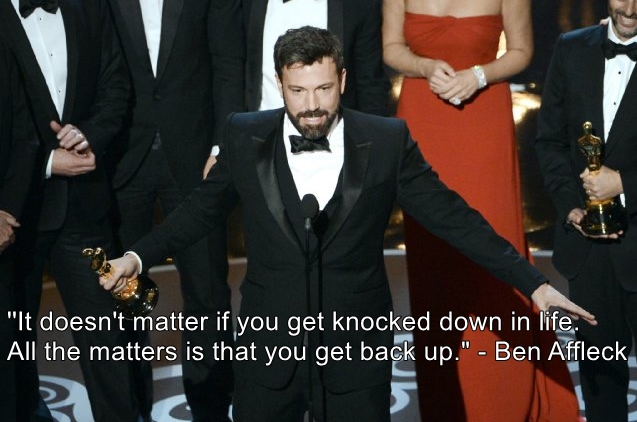 "It doesn't matter if you get knocked down in life.
All the matters is that you get back up." - Ben Affleck